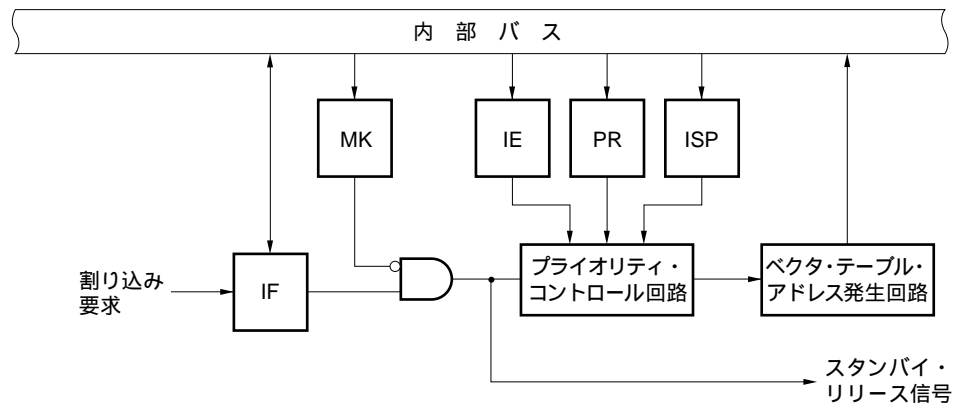 内 部 バ ス
MK
IE
PR
ISP
割り込み
要求
IF
プライオリティ・
コントロール回路
ベクタ・テーブル・
アドレス発生回路
スタンバイ・
リリース信号